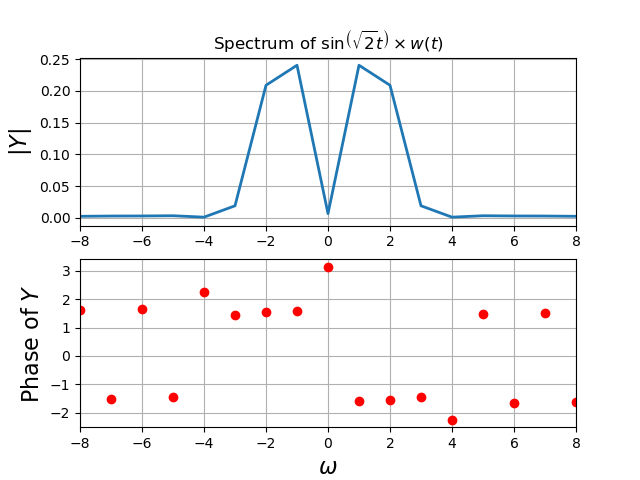 Spectrum of sin(√2t) × w(t)
0.25
0.20
0.15
0.10
0.05
0.00
|Y|
−8 −6 −4 −2 0 2 4 6 8
3
2
1
0
−1
−2
Phase of Y
−8 −6 −4 −2 0 2 4 6 8
ω